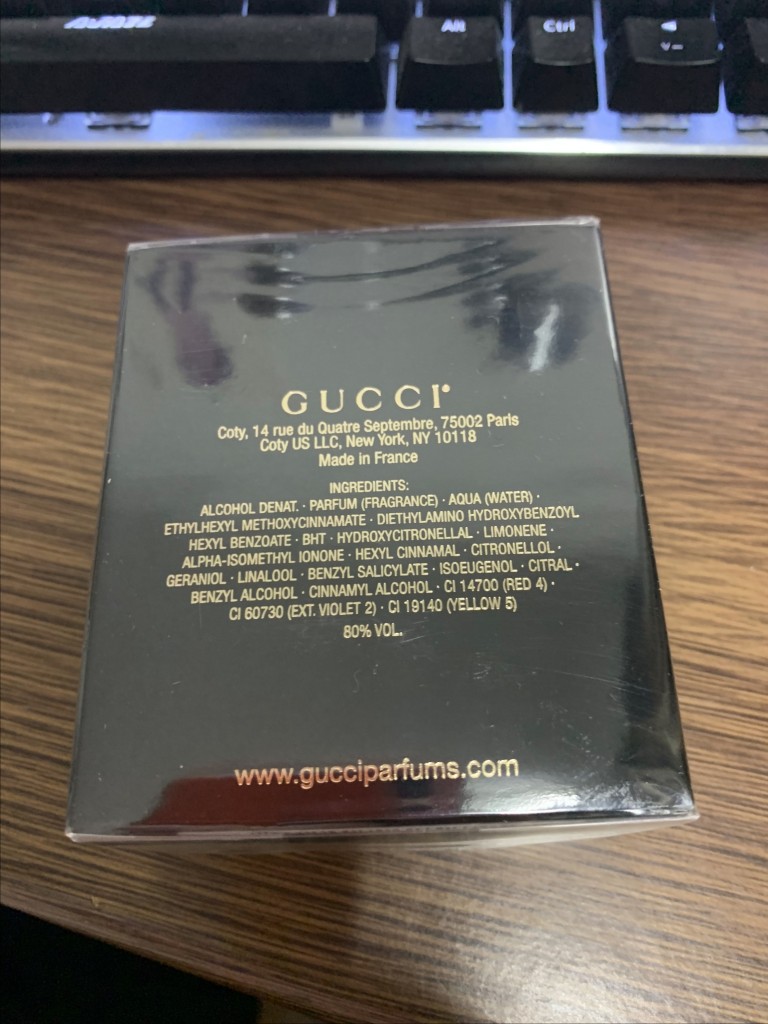 Alt Ctrl V-
GUCCI
Coty, 14 rue du Quatre Septembre, 75002 Paris
Coty US LLC, New York, NY 10118
Made in France
INGREDIENTS:
ALCOHOL DENAT. · PARFUM (FRAGRANCE) · AQUA (WATER) ·
ETHYLHEXYL METHOXYCINNAMATE · DIETHYLAMINO HYDROXYBENZOYL
HEXYL BENZOATE · BHT · HYDROXYCITRONELLAL · LIMONENE ·
ALPHA-ISOMETHYL IONONE · HEXYL CINNAMAL · CITRONELLOL ·
GERANIOL · LINALOOL · BENZYL SALICYLATE · ISOEUGENOL · CITRAL ·
BENZYL ALCOHOL · CINNAMYL ALCOHOL · CI 14700 (RED 4) ·
CI 60730 (EXT. VIOLET 2) · CI 19140 (YELLOW 5)
80% VOL.
www.gucciparfums.com